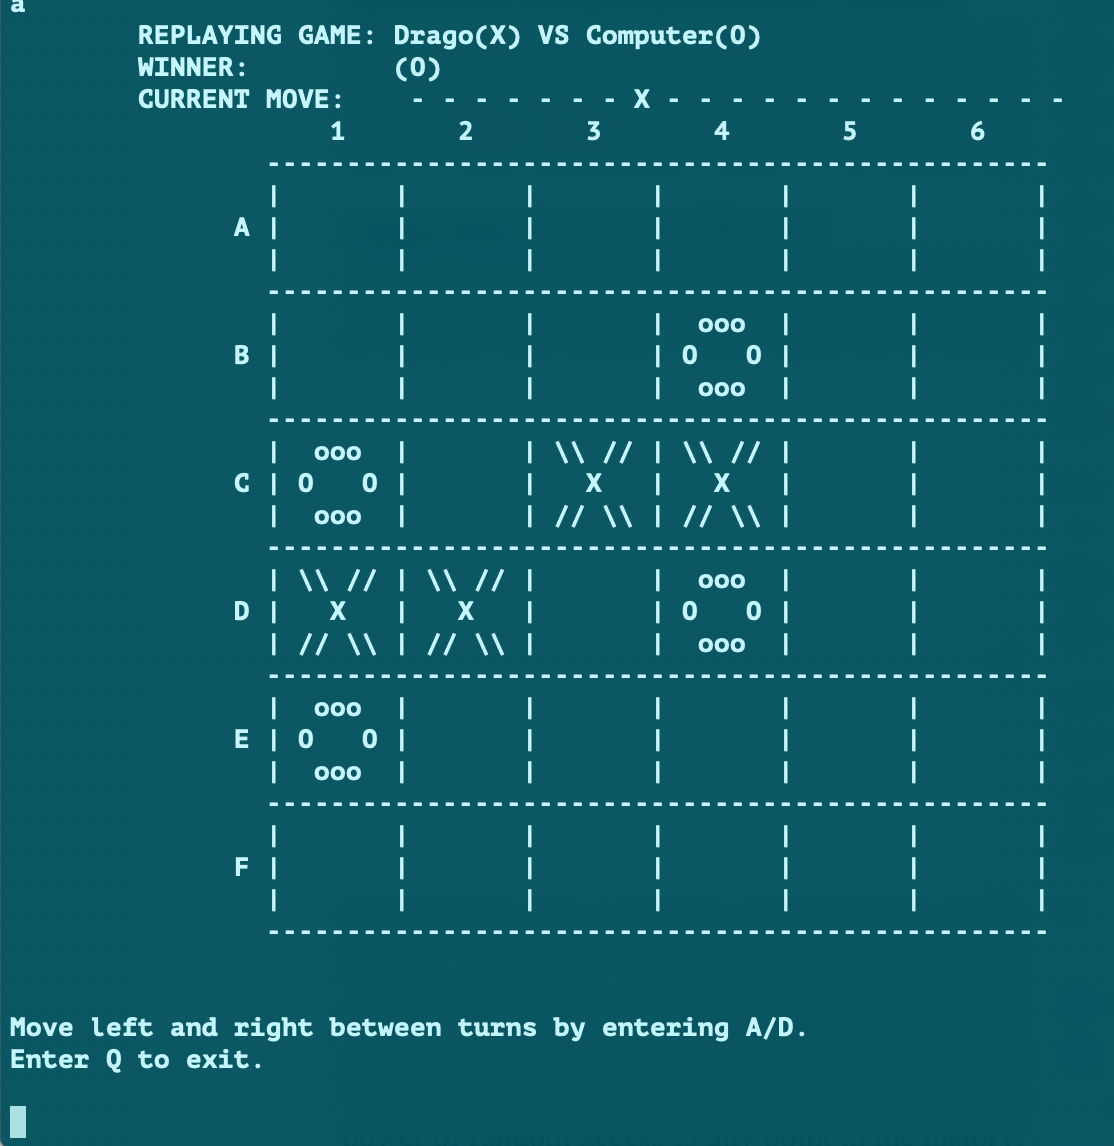 a
REPLAYING GAME: Drago(X) VS Computer(O)
WINNER: (O)
CURRENT MOVE: - - - - - - - X - - - - - - - - - - - - -
1 2 3 4 5 6
-------------------------------------------------
| | | | | | |
A | | | | | | |
| | | | | | |
-------------------------------------------------
| | | | ooo | | |
B | | | | O   O | | |
| | | | ooo | | |
-------------------------------------------------
| ooo | | \\ // | \\ // | | |
C | O   O | | X | X | | |
| ooo | | // \\ | // \\ | | |
-------------------------------------------------
| \\ // | \\ // | | ooo | | |
D | X | X | | O   O | | |
| // \\ | // \\ | | ooo | | |
-------------------------------------------------
| ooo | | | | | |
E | O   O | | | | | |
| ooo | | | | | |
-------------------------------------------------
| | | | | | |
F | | | | | | |
| | | | | | |
-------------------------------------------------
Move left and right between turns by entering A/D.
Enter Q to exit.